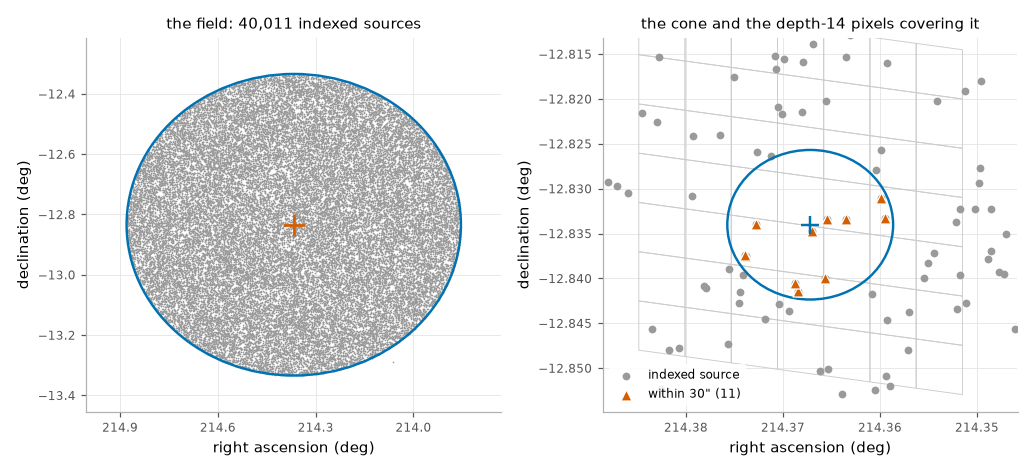 the field: 40,011 indexed sources
declination (deg)
−12.4
−12.6
−12.8
−13.0
−13.2
−13.4
214.9
214.6
214.3
214.0
right ascension (deg)
the cone and the depth-14 pixels covering it
declination (deg)
−12.815
−12.820
−12.825
−12.830
−12.835
−12.840
−12.845
−12.850
indexed source
within 30" (11)
214.38
214.37
214.36
214.35
right ascension (deg)